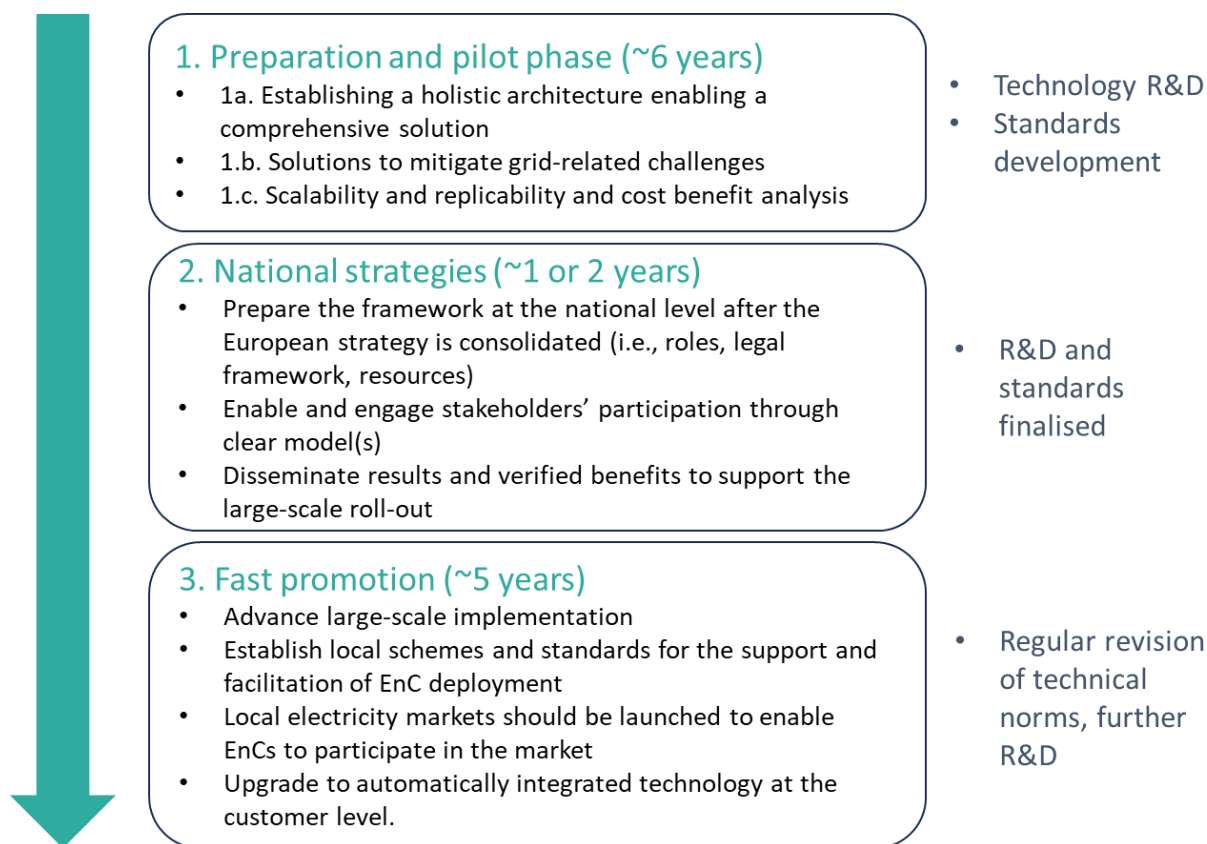 1. Preparation and pilot phase (~6 years)
• 1a. Establishing a holistic architecture enabling a
comprehensive solution
• 1.b. Solutions to mitigate grid-related challenges
• 1.c. Scalability and replicability and cost benefit analysis
• Technology R&D
• Standards
development
2. National strategies (~1 or 2 years)
• Prepare the framework at the national level after the
European strategy is consolidated (i.e., roles, legal
framework, resources)
• Enable and engage stakeholders’ participation through
clear model(s)
• Disseminate results and verified benefits to support the
large-scale roll-out
• R&D and
standards
finalised
3. Fast promotion (~5 years)
• Advance large-scale implementation
• Establish local schemes and standards for the support and
facilitation of EnC deployment
• Local electricity markets should be launched to enable
EnCs to participate in the market
• Upgrade to automatically integrated technology at the
customer level.
• Regular revision
of technical
norms, further
R&D